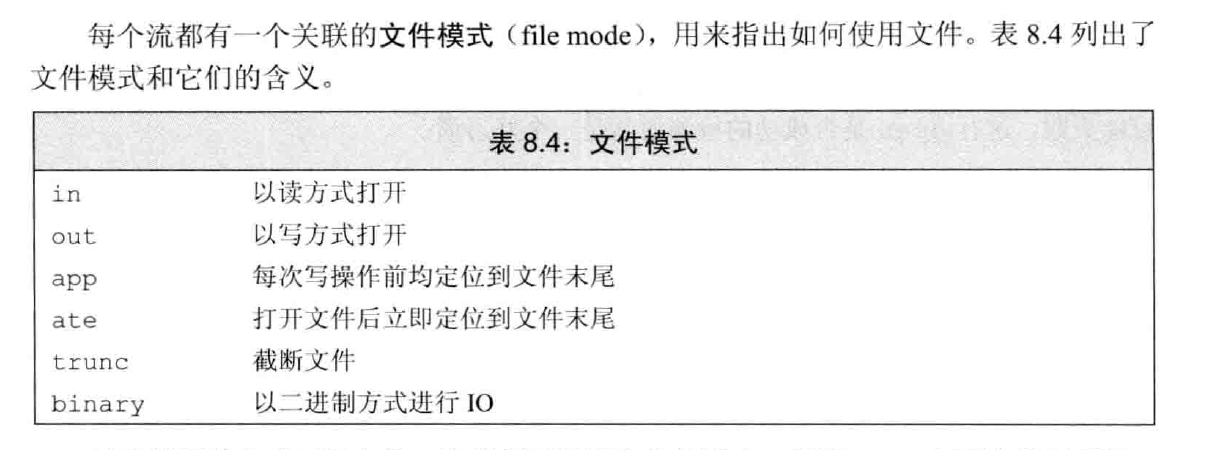 每个流都有一个关联的文件模式（file mode），用来指出如何使用文件。表 8.4 列出了
文件模式和它们的含义。
表 8.4：文件模式
in 以读方式打开
out 以写方式打开
app 每次写操作前均定位到文件末尾
ate 打开文件后立即定位到文件末尾
trunc 截断文件
binary 以二进制方式进行 IO